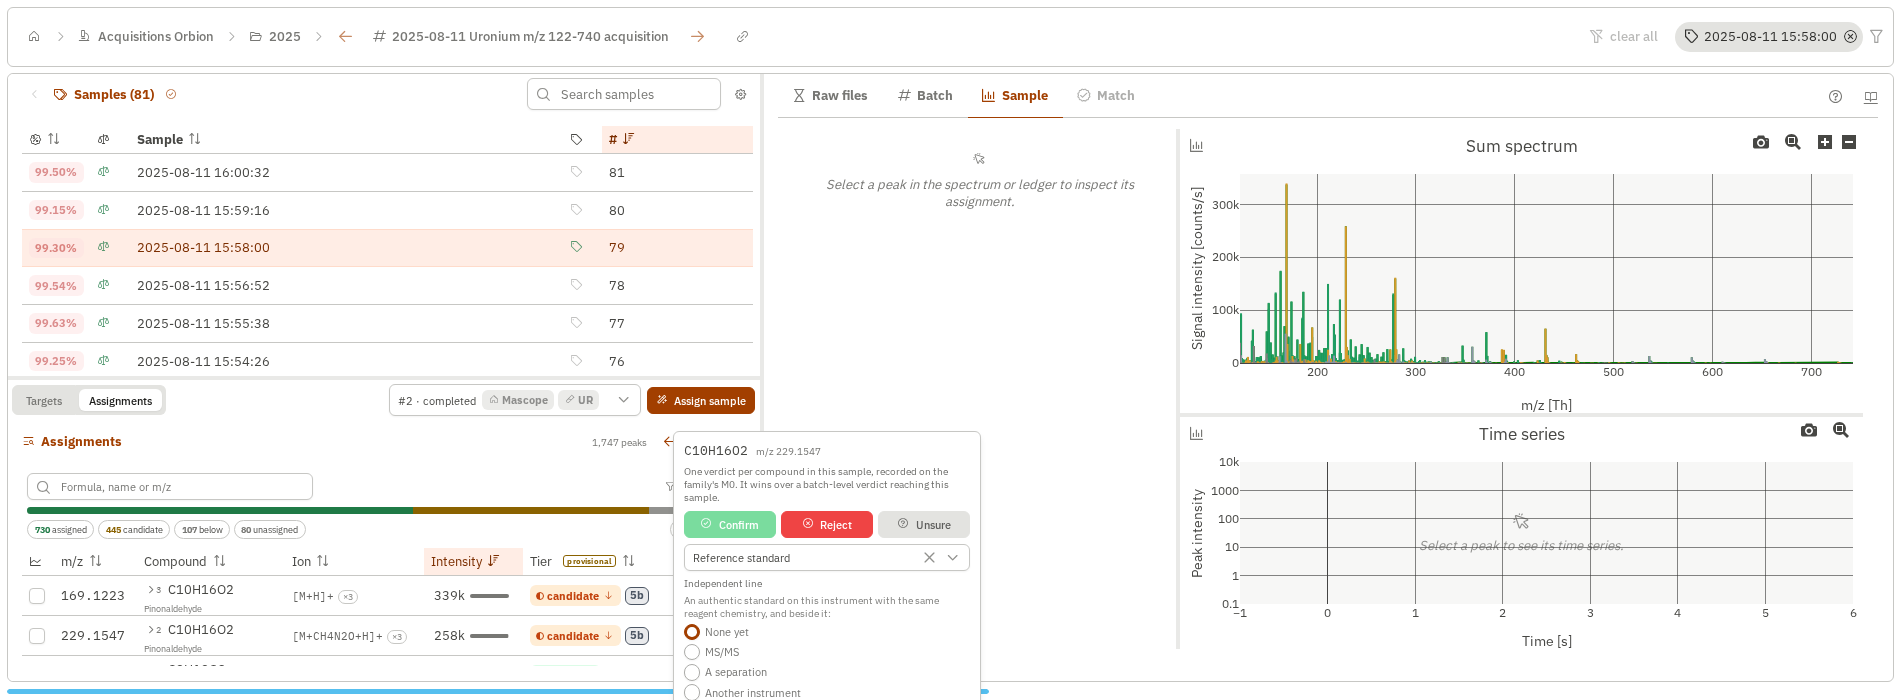 Acquisitions Orbion
2025
# 2025-08-11 Uronium m/z 122-740 acquisition
clear all
2025-08-11 15:58:00
Samples (81)
Search samples
Sample
#
99.50% 2025-08-11 16:00:32 81
99.15% 2025-08-11 15:59:16 80
99.30% 2025-08-11 15:58:00 79
99.54% 2025-08-11 15:56:52 78
99.63% 2025-08-11 15:55:38 77
99.25% 2025-08-11 15:54:26 76
Targets
Assignments
#2 · completed
Mascope
UR
Assign sample
Assignments
1,747 peaks
Formula, name or m/z
730 assigned
445 candidate
107 below
80 unassigned
m/z
Compound
Ion
Intensity
Tier
provisional
169.1223 3 C10H16O2 [M+H]+ ×3 339k candidate 5b
Pinonaldehyde
229.1547 2 C10H16O2 [M+CH4N2O+H]+ ×3 258k candidate 5b
Pinonaldehyde
C10H16O2 m/z 229.1547
One verdict per compound in this sample, recorded on the
family's M0. It wins over a batch-level verdict reaching this
sample.
Confirm
Reject
Unsure
Reference standard
Independent line
An authentic standard on this instrument with the same
reagent chemistry, and beside it:
None yet
MS/MS
A separation
Another instrument
Raw files
# Batch
Sample
Match
Select a peak in the spectrum or ledger to inspect its
assignment.
Sum spectrum
Signal intensity [counts/s]
300k
200k
100k
0
200 300 400 500 600 700
m/z [Th]
Time series
Peak intensity
10k
1000
100
10
1
0.1
Select a peak to see its time series.
−1 0 1 2 3 4 5 6
Time [s]